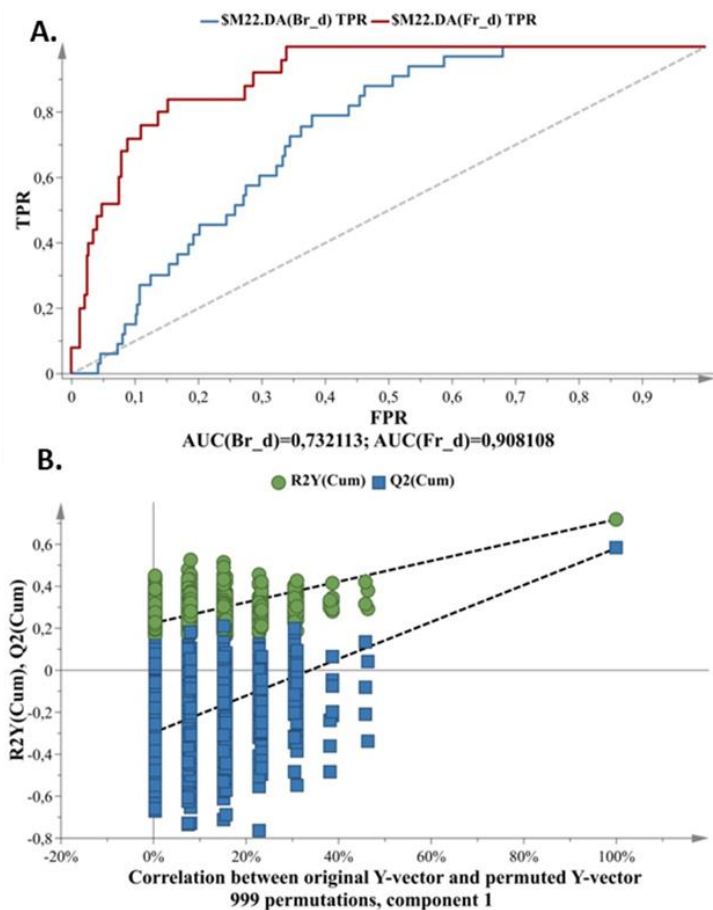 A.
$M22.DA(Br_d) TPR $M22.DA(Fr_d) TPR
TPR
0,8
0,6
0,4
0,2
0
0 0,1 0,2 0,3 0,4 0,5 0,6 0,7 0,8 0,9
FPR
AUC(Br_d)=0,732113; AUC(Fr_d)=0,908108
B.
R2Y(Cum) Q2(Cum)
R2Y(Cum), Q2(Cum)
0,6
0,4
0,2
0
-0,2
-0,4
-0,6
-0,8
-20% 0% 20% 40% 60% 80% 100%
Correlation between original Y-vector and permuted Y-vector
999 permutations, component 1